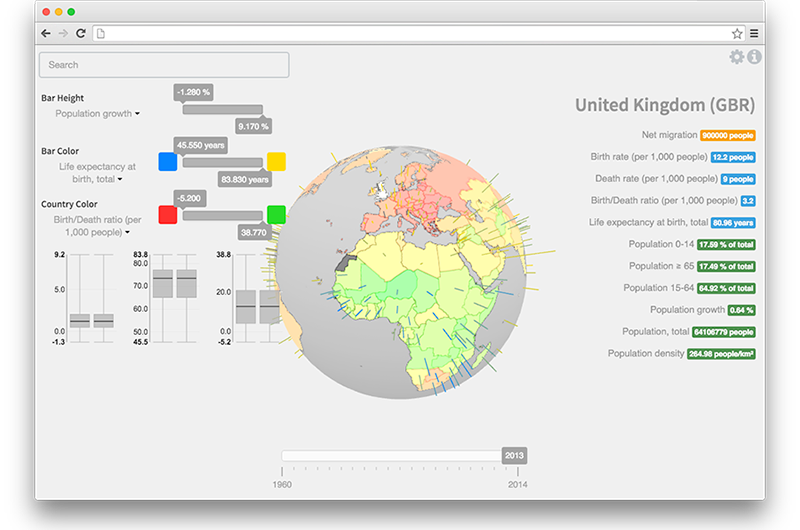 Search
Bar Height
Population growth
-1.280 %
9.170 %
Bar Color
Life expectancy at
birth, total
45.550 years
83.830 years
Country Color
Birth/Death ratio (per
1,000 people)
-5.200
38.770
9.2
5.0
0.0
-1.3
83.8
80.0
70.0
60.0
50.0
45.5
38.8
20.0
0.0
-5.2
United Kingdom (GBR)
Net migration 900000 people
Birth rate (per 1,000 people) 12.2 people
Death rate (per 1,000 people) 9 people
Birth/Death ratio (per 1,000 people) 3.2
Life expectancy at birth, total 80.95 years
Population 0-14 17.59 % of total
Population ≥ 65 17.49 % of total
Population 15-64 64.92 % of total
Population growth 0.64 %
Population, total 64106779 people
Population density 264.98 people/km²
2013
1960 2014